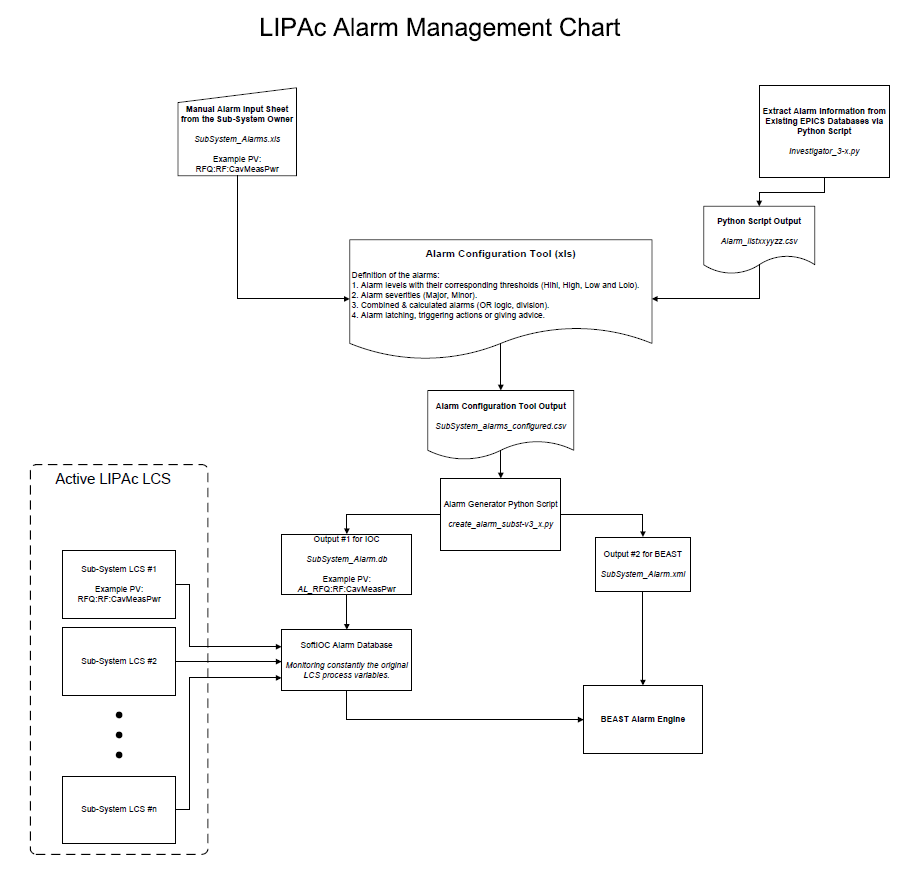 LIPAc Alarm Management Chart
Manual Alarm Input Sheet
from the Sub-System Owner
SubSystem_Alarms.xls
Example PV:
RFQ:RF:CavMeasPwr
Extract Alarm Information from
Existing EPICS Databases via
Python Script
Investigator_3-x.py
Python Script Output
Alarm_listxxyyzz.csv
Alarm Configuration Tool (xls)
Definition of the alarms:
1. Alarm levels with their corresponding thresholds (Hihi, High, Low and Lolo).
2. Alarm severities (Major, Minor).
3. Combined & calculated alarms (OR logic, division).
4. Alarm latching, triggering actions or giving advice.
Alarm Configuration Tool Output
SubSystem_alarms_configured.csv
Alarm Generator Python Script
create_alarm_subst-v3_x.py
Output #1 for IOC
SubSystem_Alarm.db
Example PV:
AL_RFQ:RF:CavMeasPwr
Output #2 for BEAST
SubSystem_Alarm.xml
Active LIPAc LCS
Sub-System LCS #1
Example PV:
RFQ:RF:CavMeasPwr
Sub-System LCS #2
Sub-System LCS #n
SoftIOC Alarm Database
Monitoring constantly the original
LCS process variables.
BEAST Alarm Engine